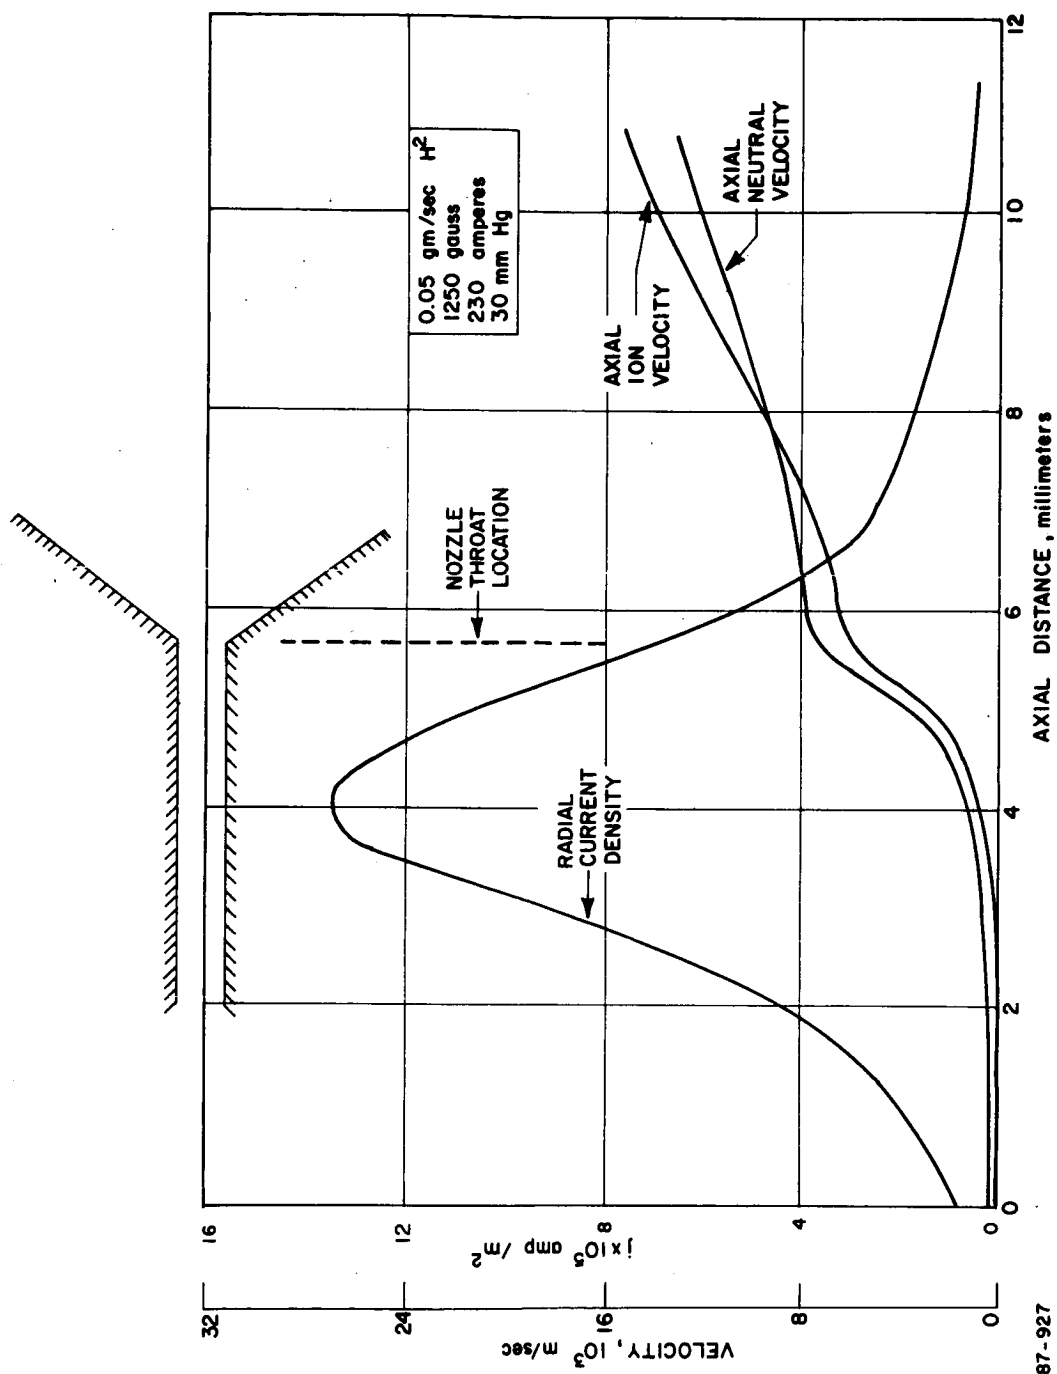 0.05 gm/sec H²
1250 gauss
230 amperes
30 mm Hg
NOZZLE
THROAT
LOCATION
RADIAL
CURRENT
DENSITY
AXIAL
ION
VELOCITY
AXIAL
NEUTRAL
VELOCITY
VELOCITY, 10³ m/sec
32
24
16
8
0
j×10⁵ amp/m²
16
12
8
4
0
0
2
4
6
8
10
12
AXIAL DISTANCE, millimeters
87-927